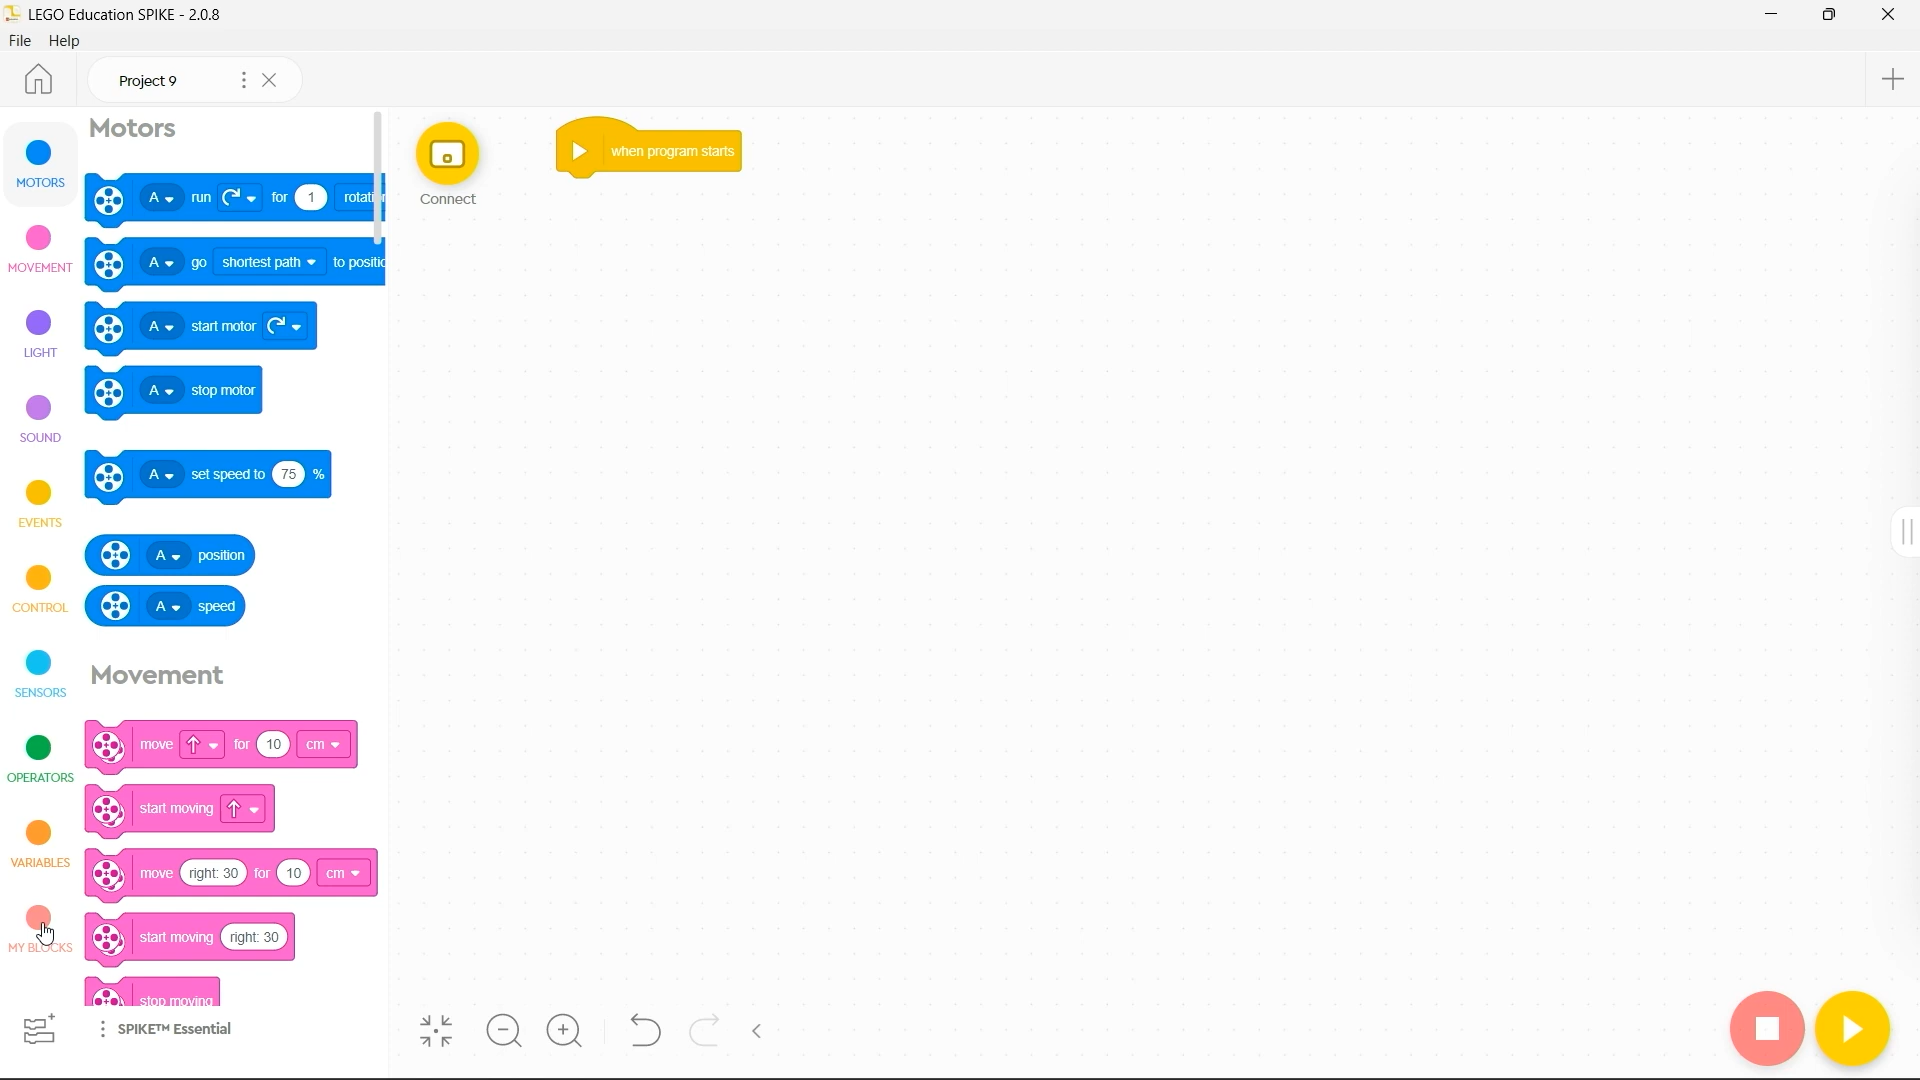 LEGO Education SPIKE - 2.0.8
File Help
Project 9
Motors
MOTORS
MOVEMENT
LIGHT
SOUND
EVENTS
CONTROL
SENSORS
OPERATORS
VARIABLES
MY BLOCKS
A run for 1
A go shortest path to
A start motor
A stop motor
A set speed to 75 %
A position
A speed
Movement
move for 10 cm
start moving
move right: 30 for 10 cm
start moving right: 30
stop moving
SPIKE™ Essential
Connect
when program starts